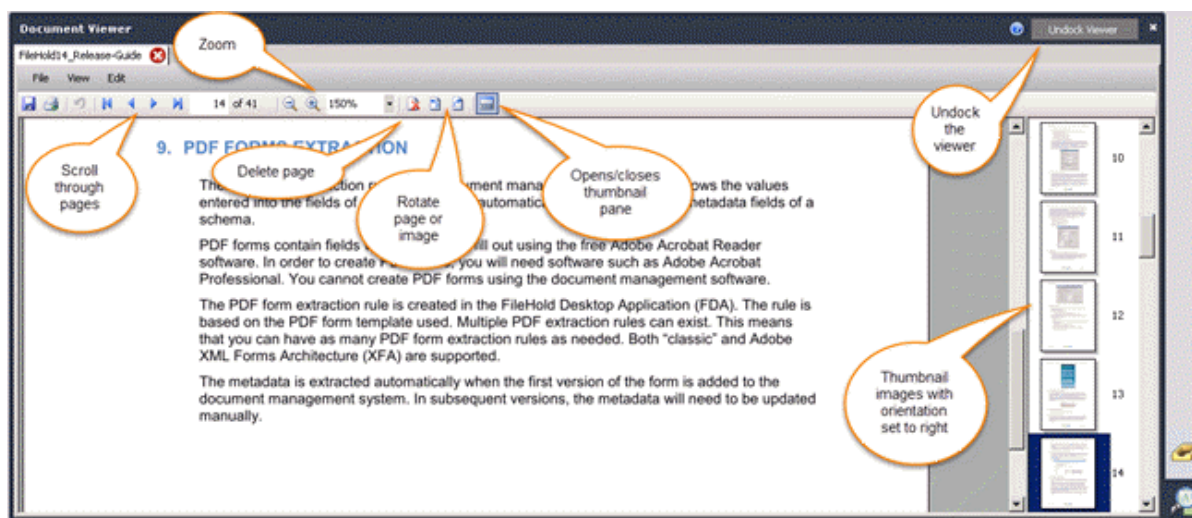 Document Viewer
Undock Viewer
FileHold14_Release-Guide
Zoom
File View Edit
14 of 41
150%
Undock
the
viewer
Scroll
through
pages
Delete page
Rotate
page or
image
Opens/closes
thumbnail
pane
9. PDF FORMS EXTRACTION
The
ction
ument mana
ows the values
entered into the fields of
automatic
metadata fields of a
schema.
PDF forms contain fields
fill out using the free Adobe Acrobat Reader
software. In order to create
, you will need software such as Adobe Acrobat
Professional. You cannot create PDF forms using the document management software.
The PDF form extraction rule is created in the FileHold Desktop Application (FDA). The rule is
based on the PDF form template used. Multiple PDF extraction rules can exist. This means
that you can have as many PDF form extraction rules as needed. Both “classic” and Adobe
XML Forms Architecture (XFA) are supported.
The metadata is extracted automatically when the first version of the form is added to the
document management system. In subsequent versions, the metadata will need to be updated
manually.
10
11
12
13
14
Thumbnail
images with
orientation
set to right